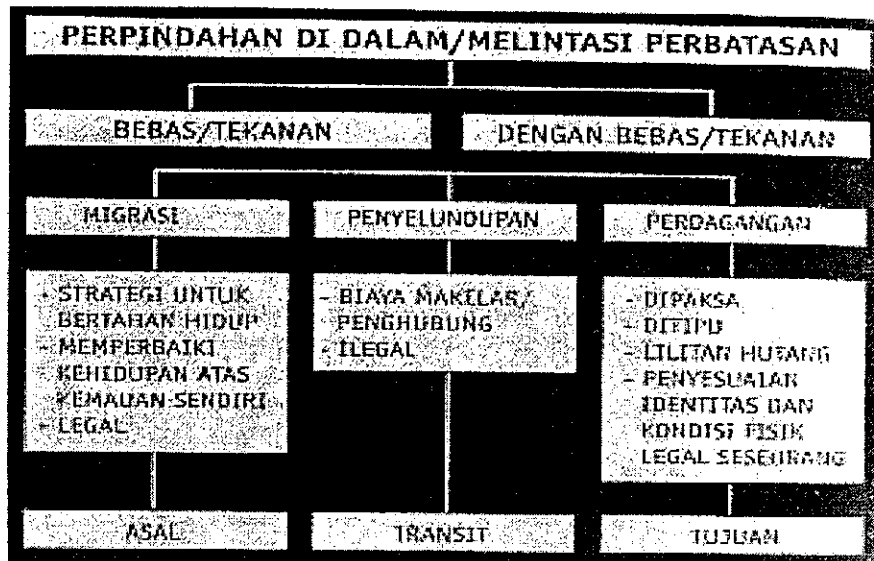 PERPINDAHAN DI DALAM/MELINTASI PERBATASAN
BEBAS/TEKANAN
DENGAN BEBAS/TEKANAN
MIGRASI
- STRATEGI UNTUK
BERTAHAN HIDUP
- MEMPERBAIKI
KEHIDUPAN ATAS
KEMAUAN SENDIRI
- LEGAL
PENYELUNDUPAN
- BIAYA MAKELAR/
PENGHUBUNG
- ILEGAL
PERDAGANGAN
- DIPAKSA
- DITIPU
- LILITAN HUTANG
- PENYESUAIAN
IDENTITAS DAN
KONDISI FISIK
LEGAL SESEORANG
ASAL
TRANSIT
TUJUAN